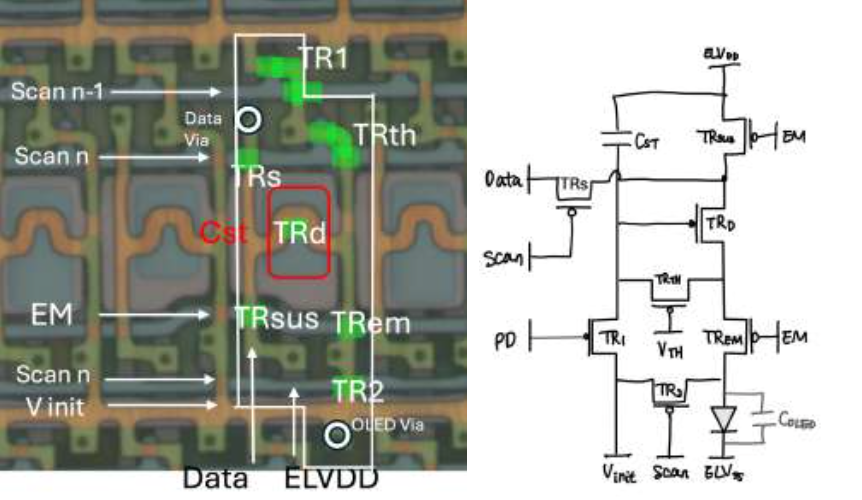 TR1
Scan n-1
Data
Via
TRth
Scan n
TRs
Cst
TRd
EM
TRsus
TRem
Scan n
TR2
V init
OLED Via
Data
ELVDD
ELVDD
CST
TRsus
EM
Data
TRs
TRD
Scan
TRTH
PD
TR1
VTH
TREM
EM
TR2
COLED
Vinit
Scan
ELVSS